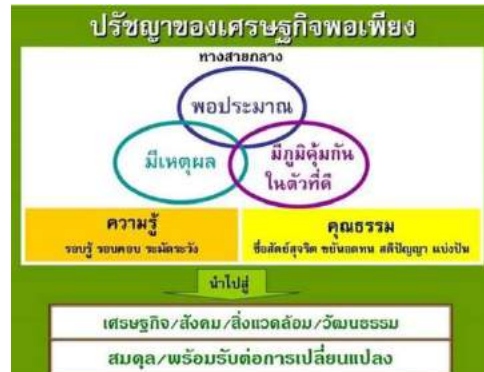 ปรัชญาของเศรษฐกิจพอเพียง
ทางสายกลาง
พอประมาณ
มีเหตุผล
มีภูมิคุ้มกัน
ในตัวที่ดี
ความรู้
รอบรู้ รอบคอบ ระมัดระวัง
คุณธรรม
ซื่อสัตย์สุจริต ขยันอดทน สติปัญญา แบ่งปัน
นำไปสู่
เศรษฐกิจ/สังคม/สิ่งแวดล้อม/วัฒนธรรม
สมดุล/พร้อมรับต่อการเปลี่ยนแปลง